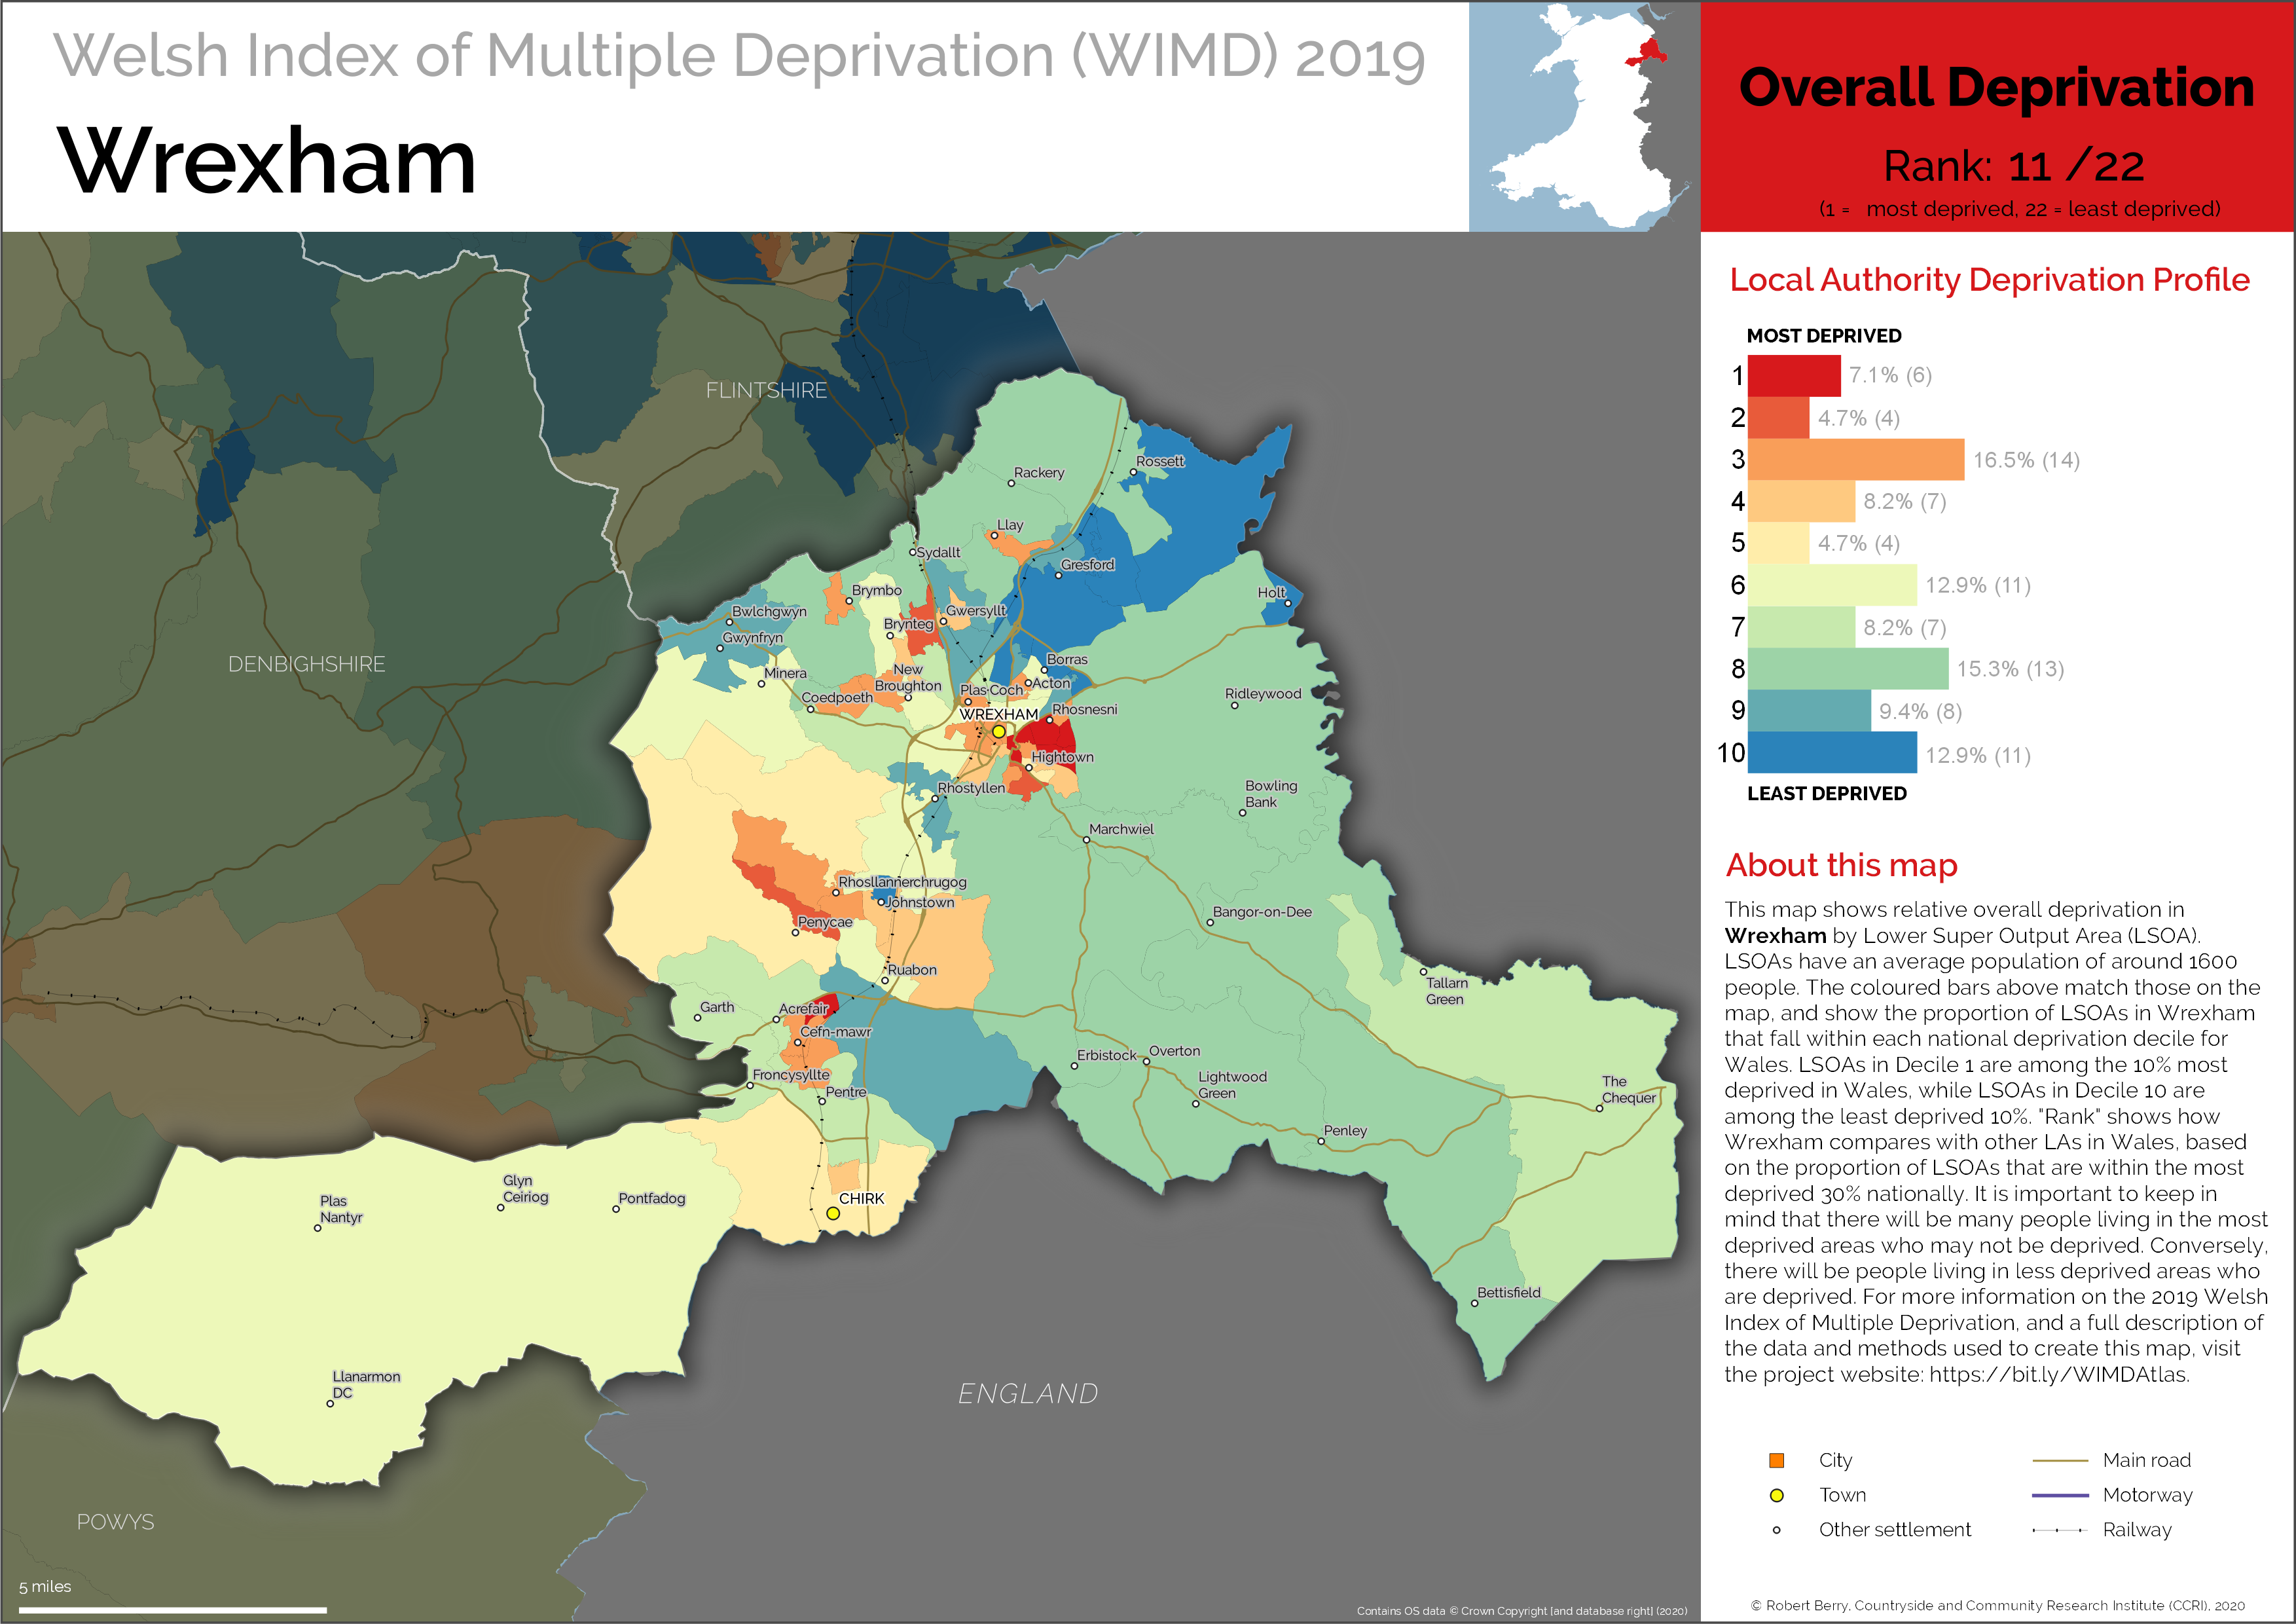 Welsh Index of Multiple Deprivation (WIMD) 2019
Wrexham
Overall Deprivation
Rank: 11 /22
(1 = most deprived, 22 = least deprived)
Local Authority Deprivation Profile
MOST DEPRIVED
1 7.1% (6)
2 4.7% (4)
3 16.5% (14)
4 8.2% (7)
5 4.7% (4)
6 12.9% (11)
7 8.2% (7)
8 15.3% (13)
9 9.4% (8)
10 12.9% (11)
LEAST DEPRIVED
About this map
This map shows relative overall deprivation in
Wrexham by Lower Super Output Area (LSOA).
LSOAs have an average population of around 1600
people. The coloured bars above match those on the
map, and show the proportion of LSOAs in Wrexham
that fall within each national deprivation decile for
Wales. LSOAs in Decile 1 are among the 10% most
deprived in Wales, while LSOAs in Decile 10 are
among the least deprived 10%. "Rank" shows how
Wrexham compares with other LAs in Wales, based
on the proportion of LSOAs that are within the most
deprived 30% nationally. It is important to keep in
mind that there will be many people living in the most
deprived areas who may not be deprived. Conversely,
there will be people living in less deprived areas who
are deprived. For more information on the 2019 Welsh
Index of Multiple Deprivation, and a full description of
the data and methods used to create this map, visit
the project website: https://bit.ly/WIMDAtlas.
City
Town
Other settlement
Main road
Motorway
Railway
© Robert Berry, Countryside and Community Research Institute (CCRI), 2020
FLINTSHIRE
DENBIGHSHIRE
POWYS
ENGLAND
Rossett
Rackery
Llay
Sydallt
Gresford
Brymbo
Holt
Bwlchgwyn
Gwersyllt
Brynteg
Gwynfryn
Borras
Minera
New
Broughton
Acton
Plas Coch
Coedpoeth
Ridleywood
Rhosnesni
WREXHAM
Hightown
Rhostyllen
Bowling
Bank
Marchwiel
Rhosllannerchrugog
Johnstown
Bangor-on-Dee
Penycae
Ruabon
Tallarn
Green
Garth
Acrefair
Cefn-mawr
Erbistock
Overton
Froncysyllte
Lightwood
Green
Pentre
The
Chequer
Penley
Glyn
Ceiriog
Plas
Nantyr
Pontfadog
CHIRK
Bettisfield
Llanarmon
DC
5 miles
Contains OS data © Crown Copyright [and database right] (2020)